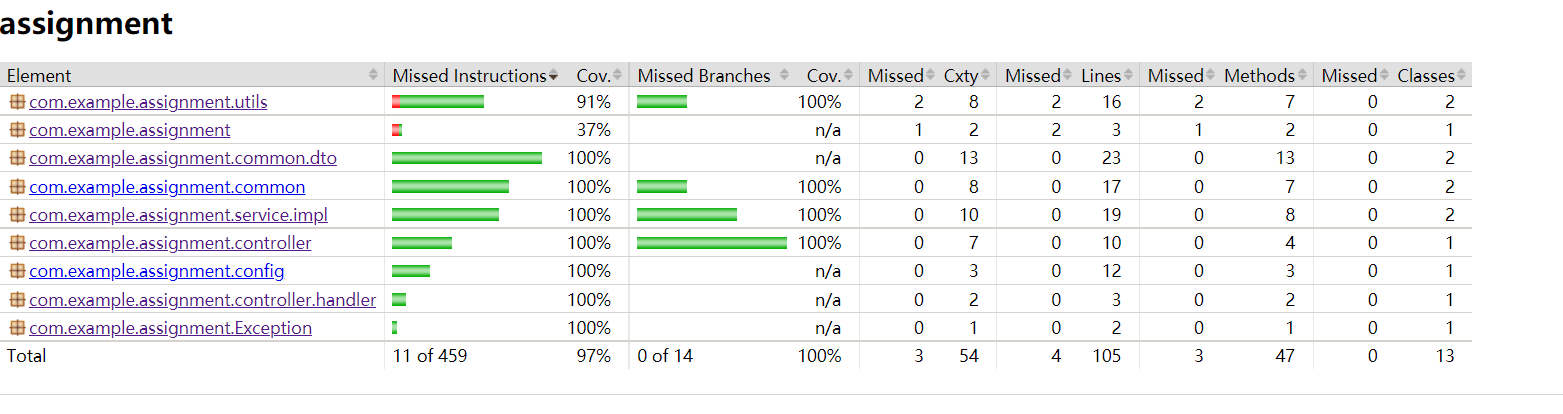 assignment
Element Missed Instructions Cov. Missed Branches Cov. Missed Cxty Missed Lines Missed Methods Missed Classes
com.example.assignment.utils 91% 100% 2 8 2 16 2 7 0 2
com.example.assignment 37% n/a 1 2 2 3 1 2 0 1
com.example.assignment.common.dto 100% n/a 0 13 0 23 0 13 0 2
com.example.assignment.common 100% 100% 0 8 0 17 0 7 0 2
com.example.assignment.service.impl 100% 100% 0 10 0 19 0 8 0 2
com.example.assignment.controller 100% 100% 0 7 0 10 0 4 0 1
com.example.assignment.config 100% n/a 0 3 0 12 0 3 0 1
com.example.assignment.controller.handler 100% n/a 0 2 0 3 0 2 0 1
com.example.assignment.Exception 100% n/a 0 1 0 2 0 1 0 1
Total 11 of 459 97% 0 of 14 100% 3 54 4 105 3 47 0 13